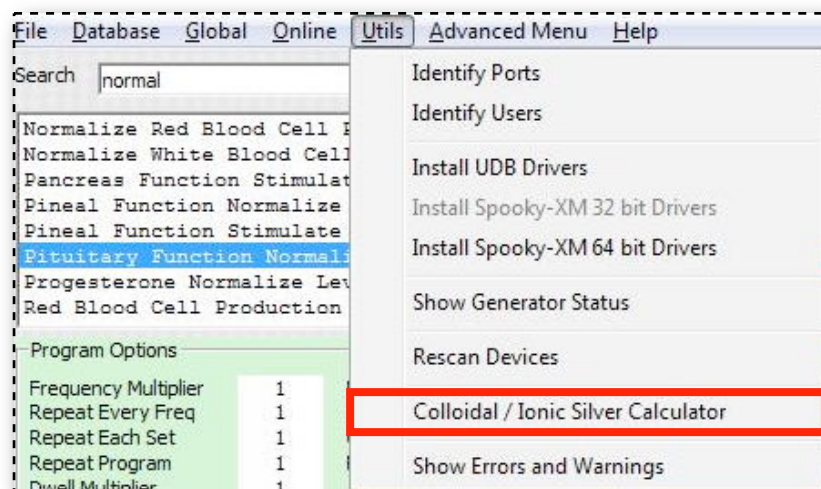 File Database Global Online Utils Advanced Menu Help
Search normal
Normalize Red Blood Cell
Normalize White Blood Cell
Pancreas Function Stimulat
Pineal Function Normalize
Pineal Function Stimulate
Pituitary Function Normali
Progesterone Normalize Lev
Red Blood Cell Production
Program Options
Frequency Multiplier 1
Repeat Every Freq 1
Repeat Each Set 1
Repeat Program 1
Dwell Multiplier 1
Identify Ports
Identify Users
Install UDB Drivers
Install Spooky-XM 32 bit Drivers
Install Spooky-XM 64 bit Drivers
Show Generator Status
Rescan Devices
Colloidal / Ionic Silver Calculator
Show Errors and Warnings